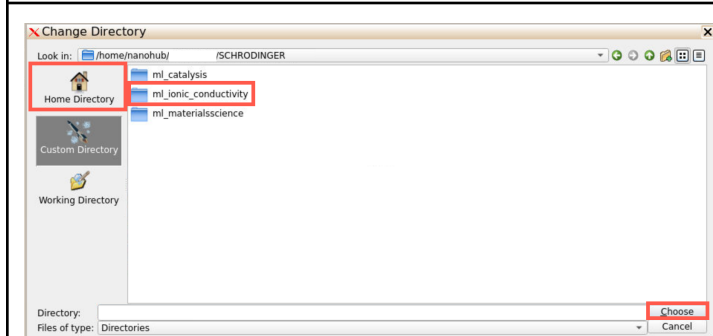 Change Directory
Look in: /home/nanohub/ /SCHRODINGER
Home Directory
Custom Directory
Working Directory
ml_catalysis
ml_ionic_conductivity
ml_materialsscience
Directory:
Choose
Files of type: Directories
Cancel